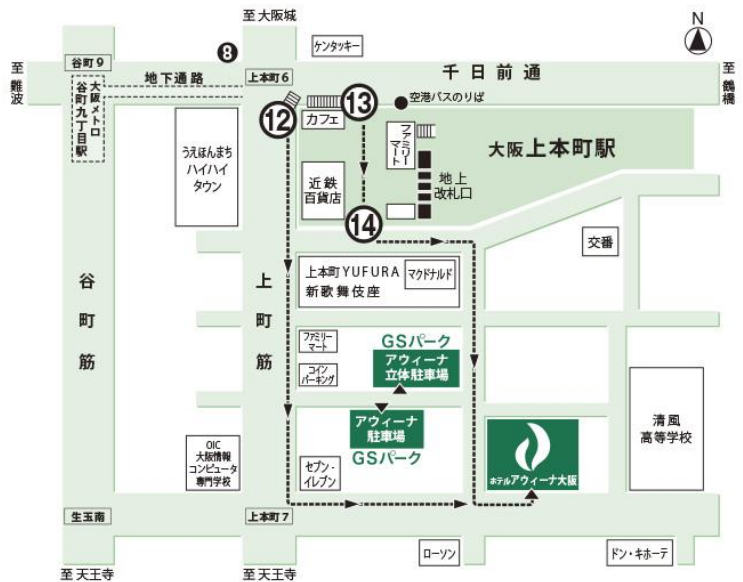 至 大阪城
N
谷町 9
8
ケンタッキー
至難波
地下通路
上本町 6
千日前通
至鶴橋
大阪メトロ
谷町九丁目駅
12
13
カフェ
空港バスのりば
ファミリーマート
大阪上本町駅
うえほんまち
ハイハイ
タウン
近鉄
百貨店
地上
改札口
14
交番
谷町筋
上町筋
上本町YUFURA
新歌舞伎座
マクドナルド
ファミリー
マート
GSパーク
コイン
パーキング
アウィーナ
立体駐車場
アウィーナ
駐車場
GSパーク
清風
高等学校
OIC
大阪情報
コンピュータ
専門学校
セブン-
イレブン
ホテルアウィーナ大阪
生玉南
上本町 7
ローソン
ドン・キホーテ
至 天王寺
至 天王寺